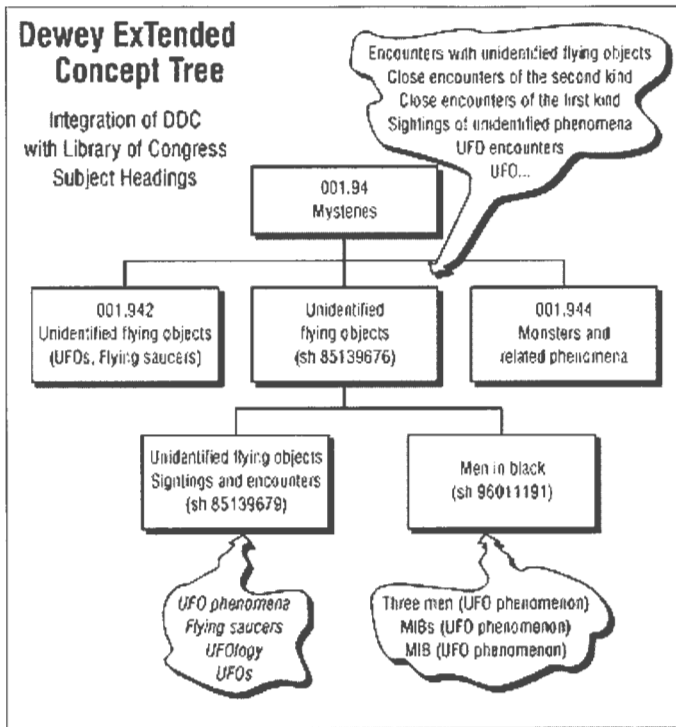 Dewey ExTended
Concept Tree
Integration of DDC
with Library of Congress
Subject Headings
Encounters with unidentified flying objects
Close encounters of the second kind
Close encounters of the first kind
Sightings of unidentified phenomena
UFO encounters
UFO...
001.94
Mysteries
001.942
Unidentified flying objects
(UFOs, Flying saucers)
Unidentified
flying objects
(sh 85139676)
001.944
Monsters and
related phenomena
Unidentified flying objects
Sightings and encounters
(sh 85139679)
Men in black
(sh 96011191)
UFO phenomena
Flying saucers
UFOlogy
UFOs
Three men (UFO phenomenon)
MIBs (UFO phenomenon)
MIB (UFO phenomenon)